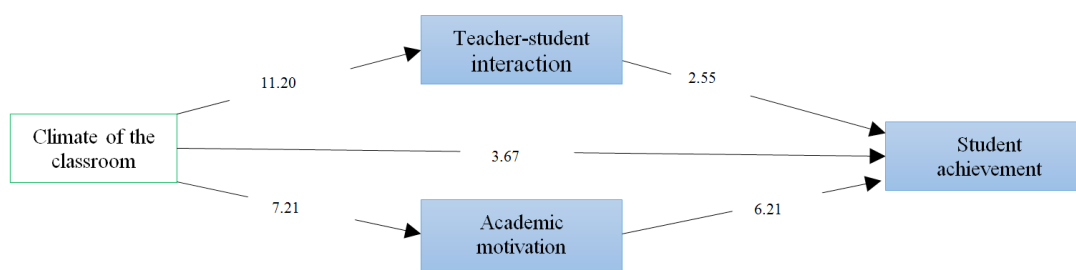 Teacher-student
interaction
11.20
2.55
Climate of the
classroom
3.67
Student
achievement
7.21
6.21
Academic
motivation